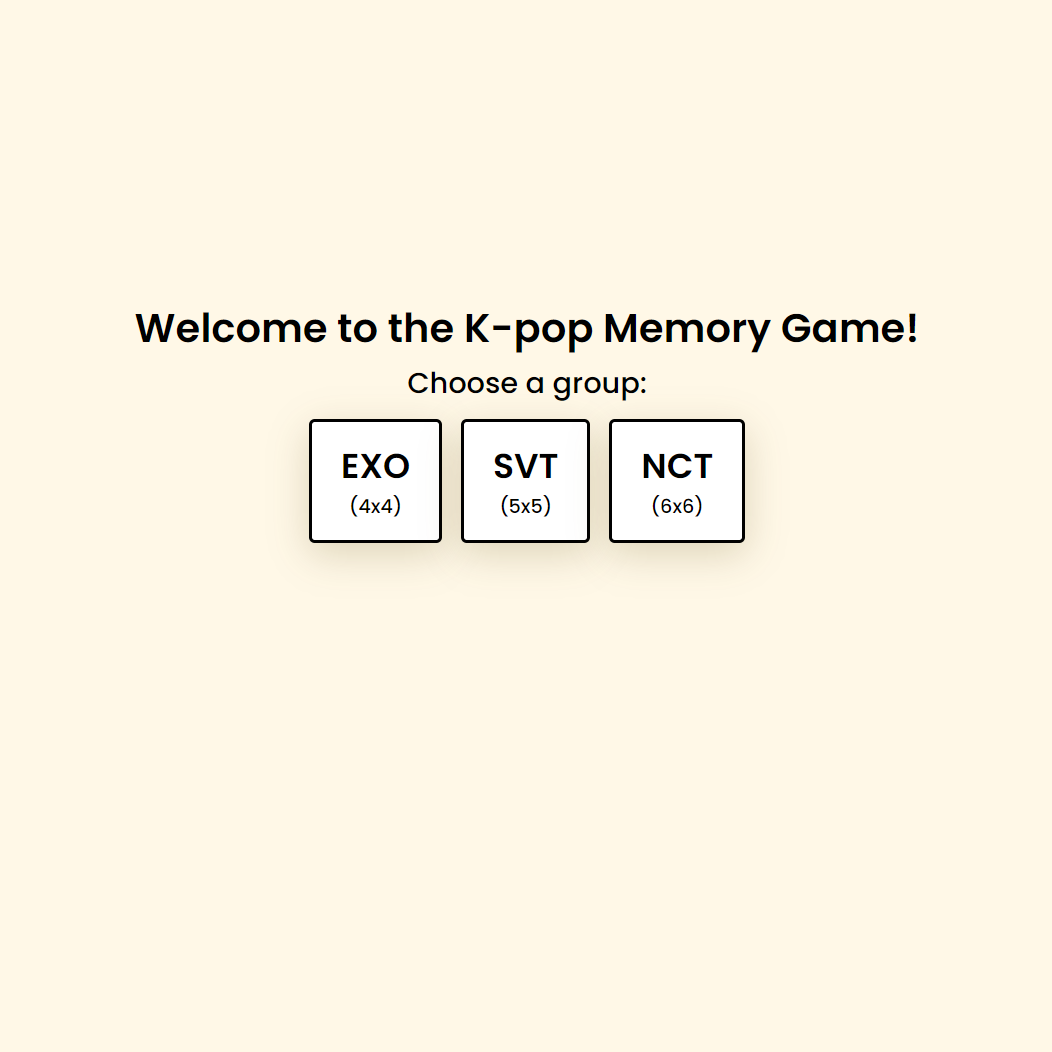 Welcome to the K-pop Memory Game!
Choose a group:
EXO SVT NCT
(4x4) (5x5) (6x6)